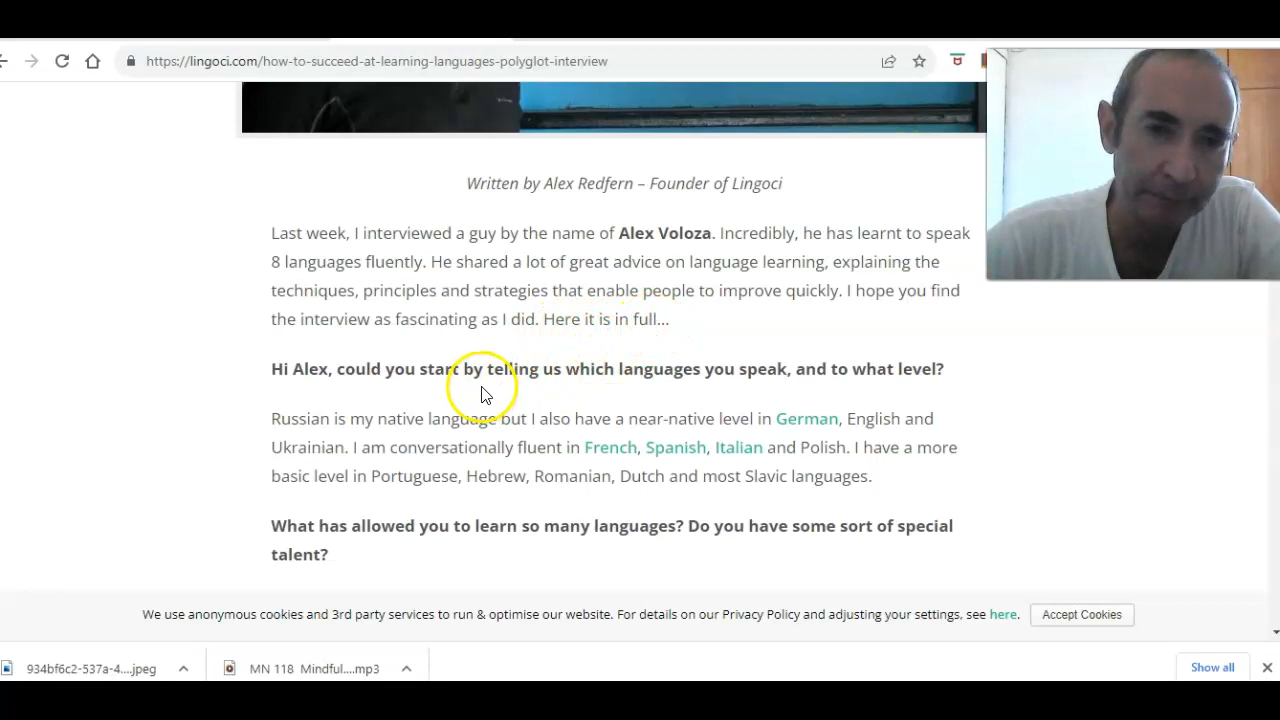 https://lingoci.com/how-to-succeed-at-learning-languages-polyglot-interview
Written by Alex Redfern – Founder of Lingoci
Last week, I interviewed a guy by the name of Alex Voloza. Incredibly, he has learnt to speak
8 languages fluently. He shared a lot of great advice on language learning, explaining the
techniques, principles and strategies that enable people to improve quickly. I hope you find
the interview as fascinating as I did. Here it is in full...
Hi Alex, could you start by telling us which languages you speak, and to what level?
Russian is my native language but I also have a near-native level in German, English and
Ukrainian. I am conversationally fluent in French, Spanish, Italian and Polish. I have a more
basic level in Portuguese, Hebrew, Romanian, Dutch and most Slavic languages.
What has allowed you to learn so many languages? Do you have some sort of special
talent?
We use anonymous cookies and 3rd party services to run & optimise our website. For details on our Privacy Policy and adjusting your settings, see here. Accept Cookies
934bf6c2-537a-4....jpeg MN 118 Mindful....mp3 Show all